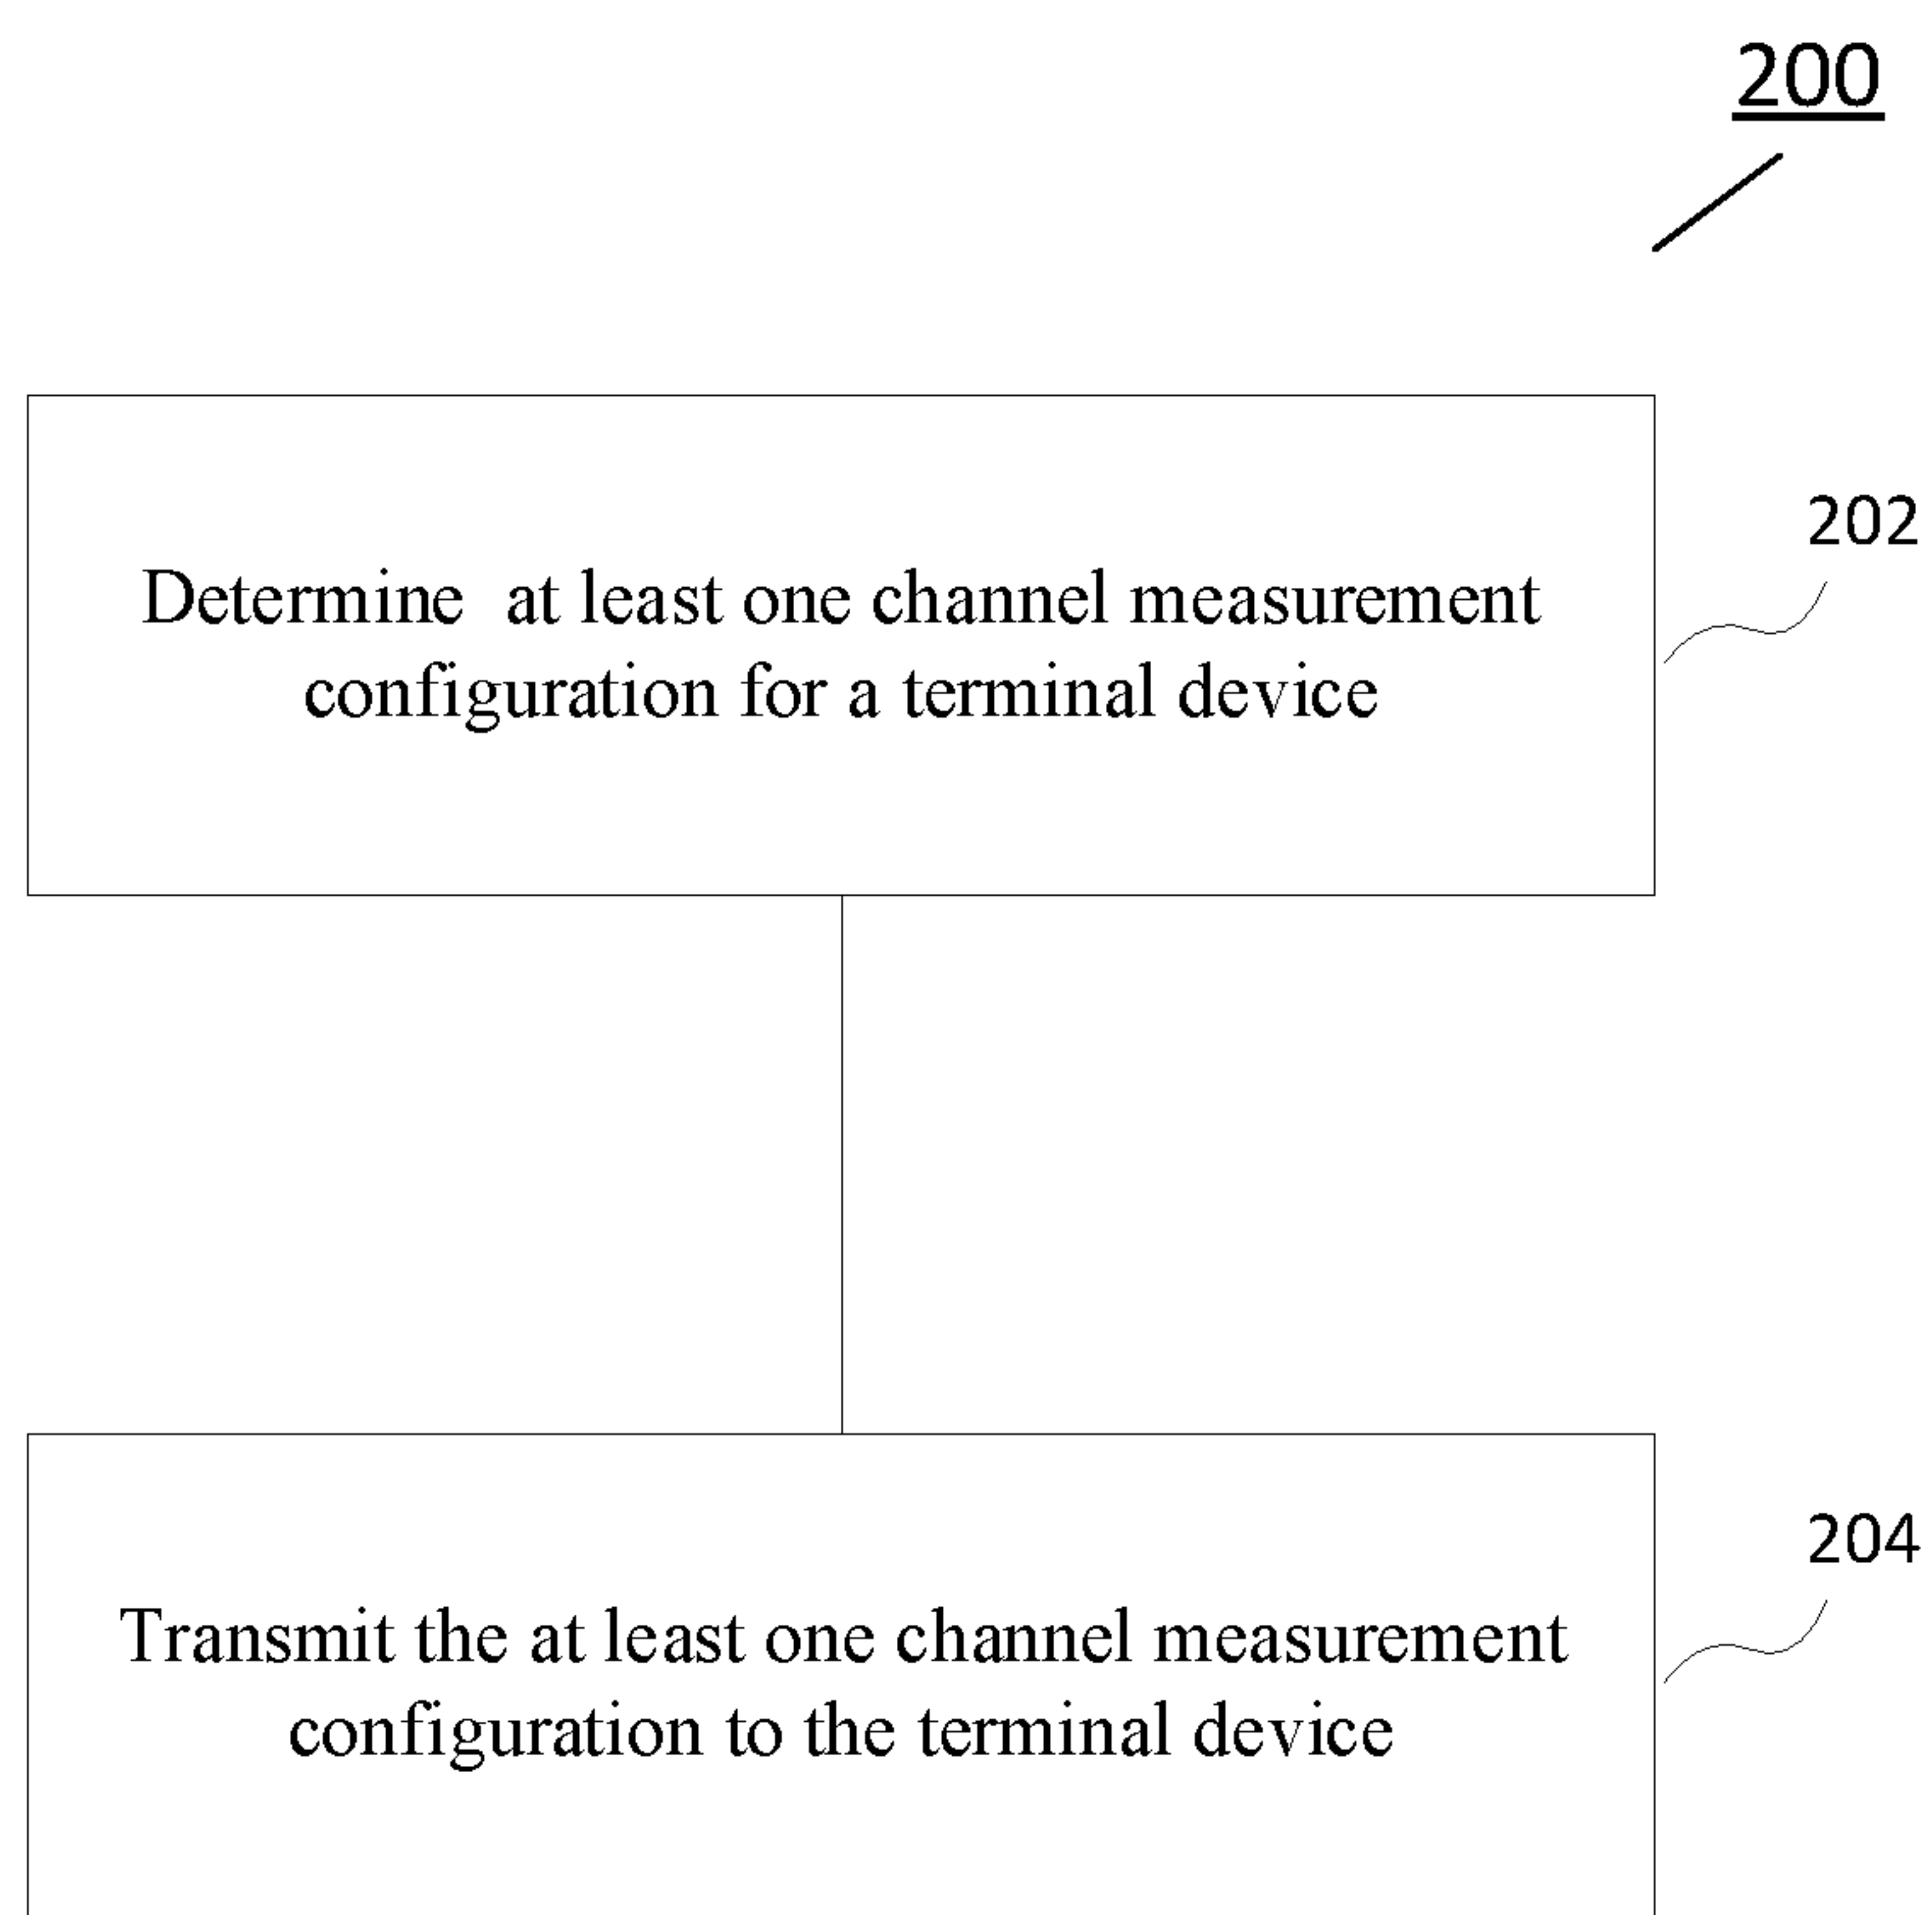 200
202
Determine at least one channel measurement
configuration for a terminal device
204
Transmit the at least one channel measurement
configuration to the terminal device